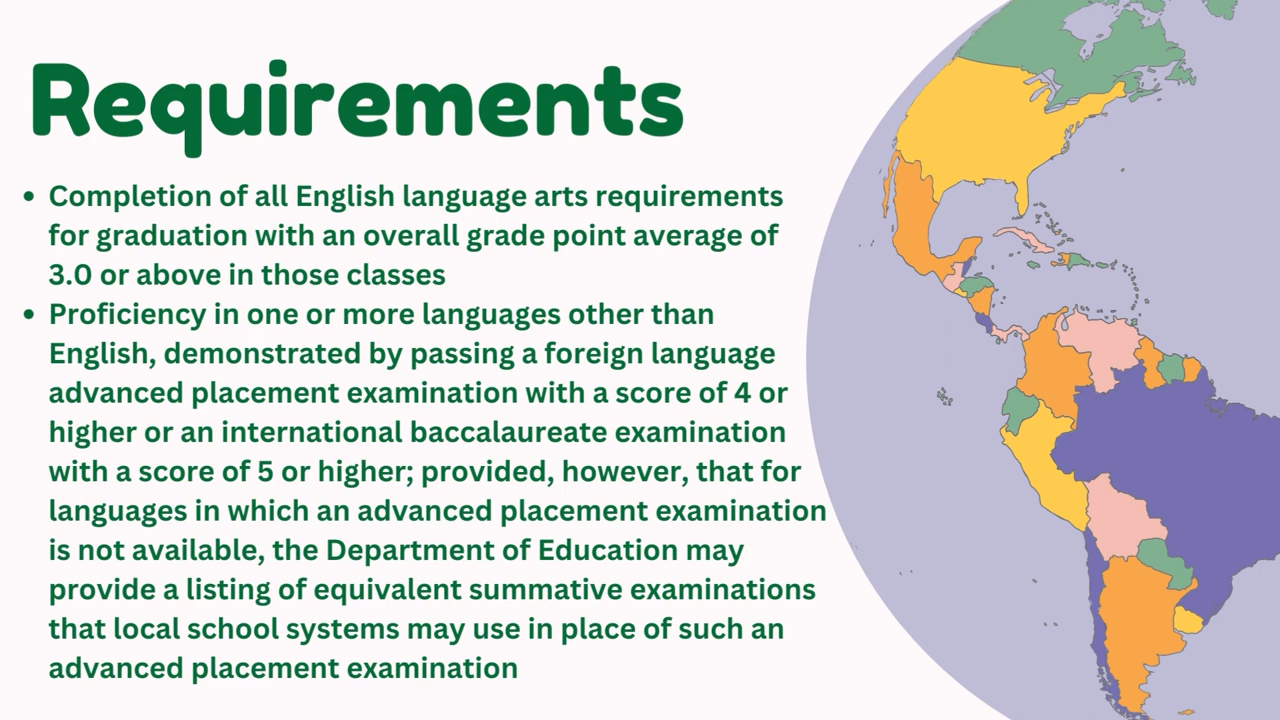 Requirements
• Completion of all English language arts requirements
for graduation with an overall grade point average of
3.0 or above in those classes
• Proficiency in one or more languages other than
English, demonstrated by passing a foreign language
advanced placement examination with a score of 4 or
higher or an international baccalaureate examination
with a score of 5 or higher; provided, however, that for
languages in which an advanced placement examination
is not available, the Department of Education may
provide a listing of equivalent summative examinations
that local school systems may use in place of such an
advanced placement examination